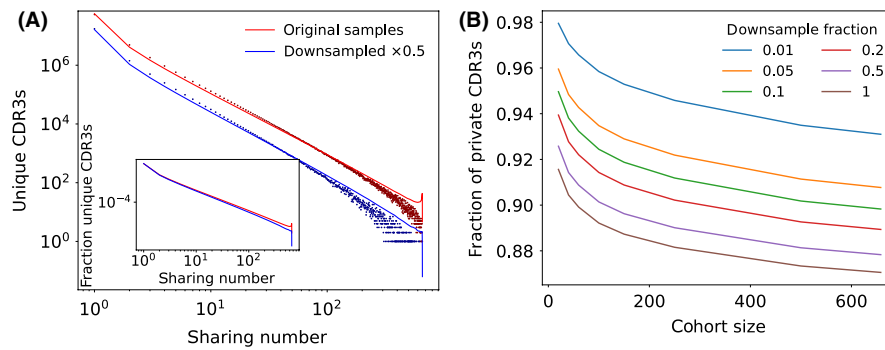 (A)
Original samples
Downsampled ×0.5
10^6
10^4
10^2
10^0
Unique CDR3s
10^0
10^1
10^2
Sharing number
Fraction unique CDR3s
10^-4
10^0
10^1
10^2
Sharing number
(B)
Downsample fraction
0.01
0.05
0.1
0.2
0.5
1
0.98
0.96
0.94
0.92
0.90
0.88
Fraction of private CDR3s
0
200
400
600
Cohort size